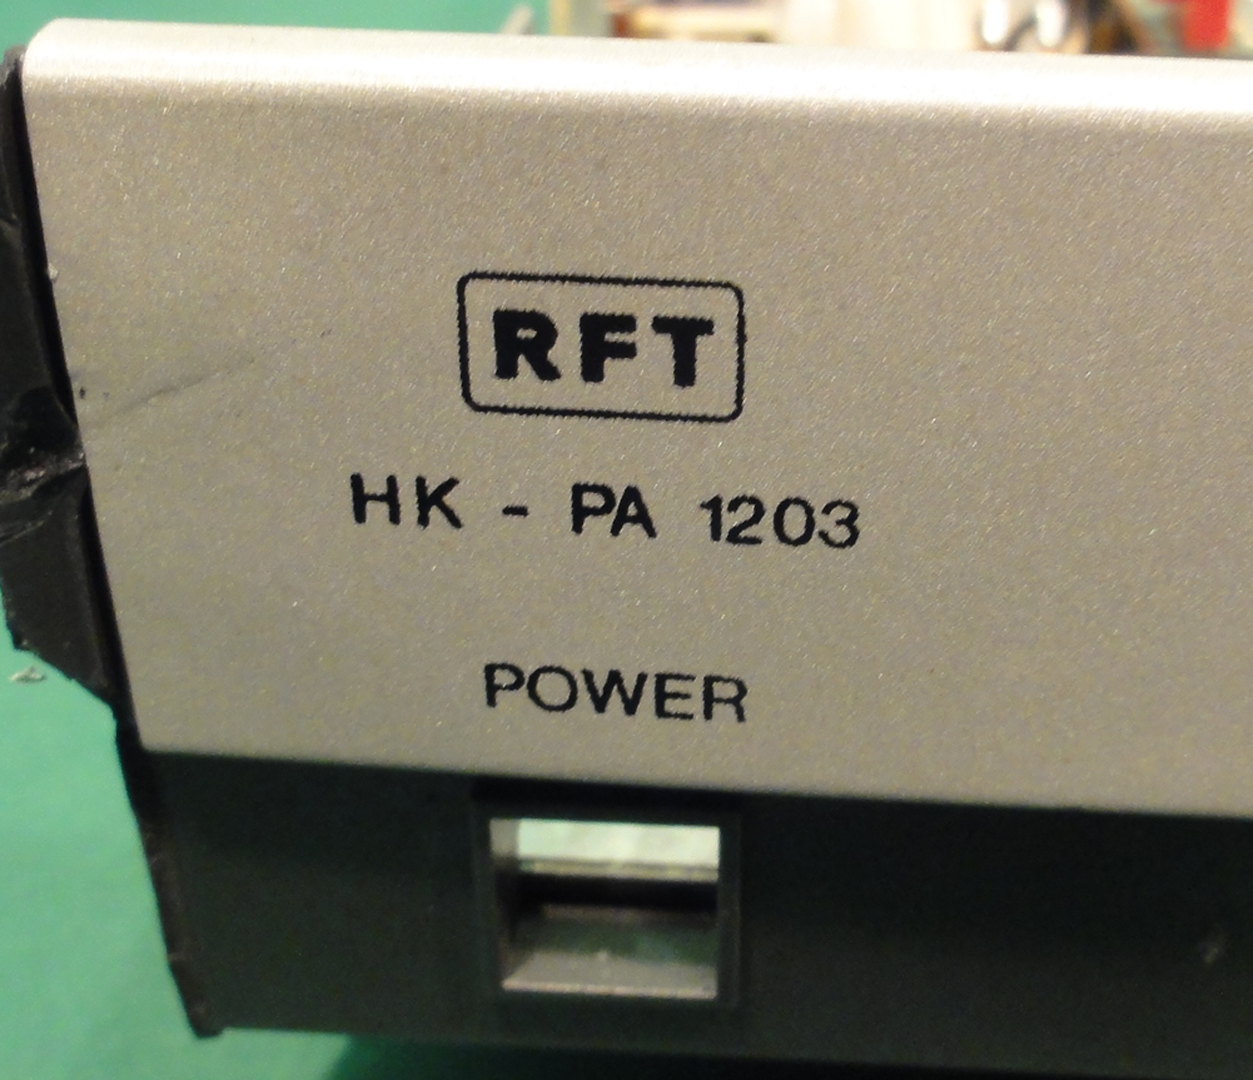 RFT
HK - PA 1203
POWER